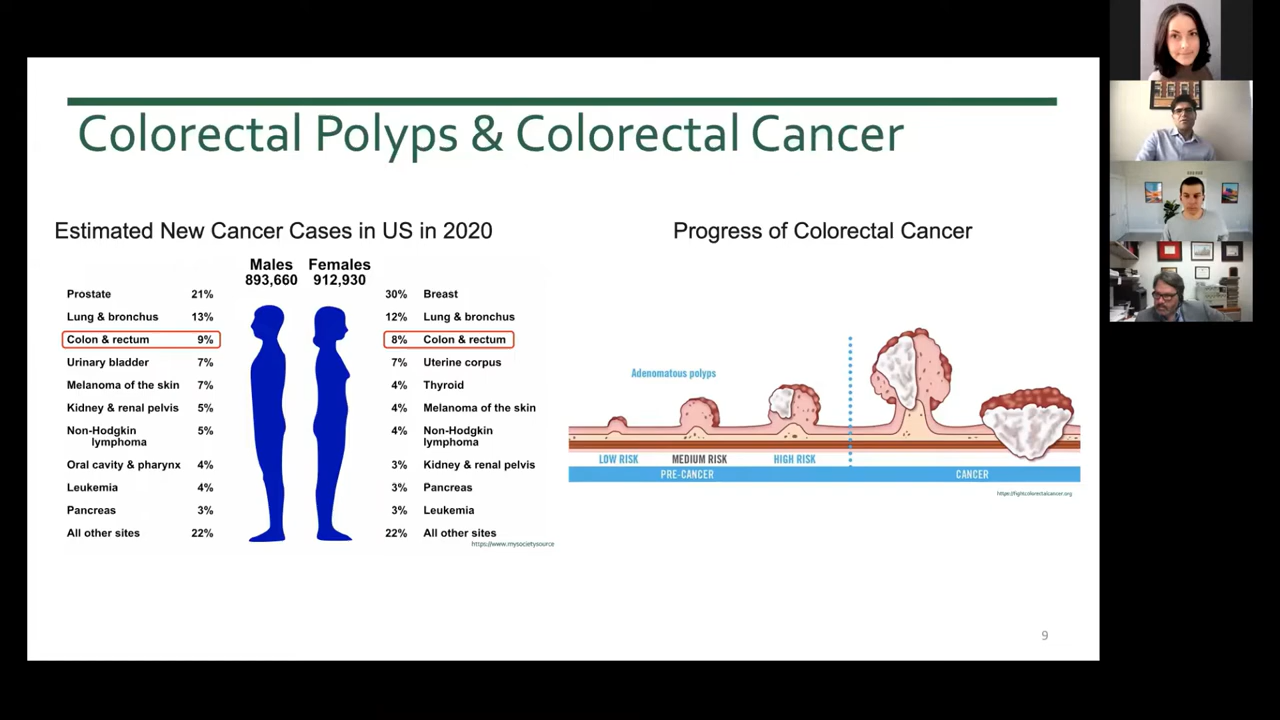 Colorectal Polyps & Colorectal Cancer
Estimated New Cancer Cases in US in 2020
Males Females
893,660 912,930
Prostate 21% 30% Breast
Lung & bronchus 13% 12% Lung & bronchus
Colon & rectum 9% 8% Colon & rectum
Urinary bladder 7% 7% Uterine corpus
Melanoma of the skin 7% 4% Thyroid
Kidney & renal pelvis 5% 4% Melanoma of the skin
Non-Hodgkin 5% 4% Non-Hodgkin
lymphoma lymphoma
Oral cavity & pharynx 4% 3% Kidney & renal pelvis
Leukemia 4% 3% Pancreas
Pancreas 3% 3% Leukemia
All other sites 22% 22% All other sites
https://www.mysocietysource
Progress of Colorectal Cancer
Adenomatous polyps
LOW RISK MEDIUM RISK HIGH RISK
PRE-CANCER CANCER
https://fightcolorectalcancer.org
9